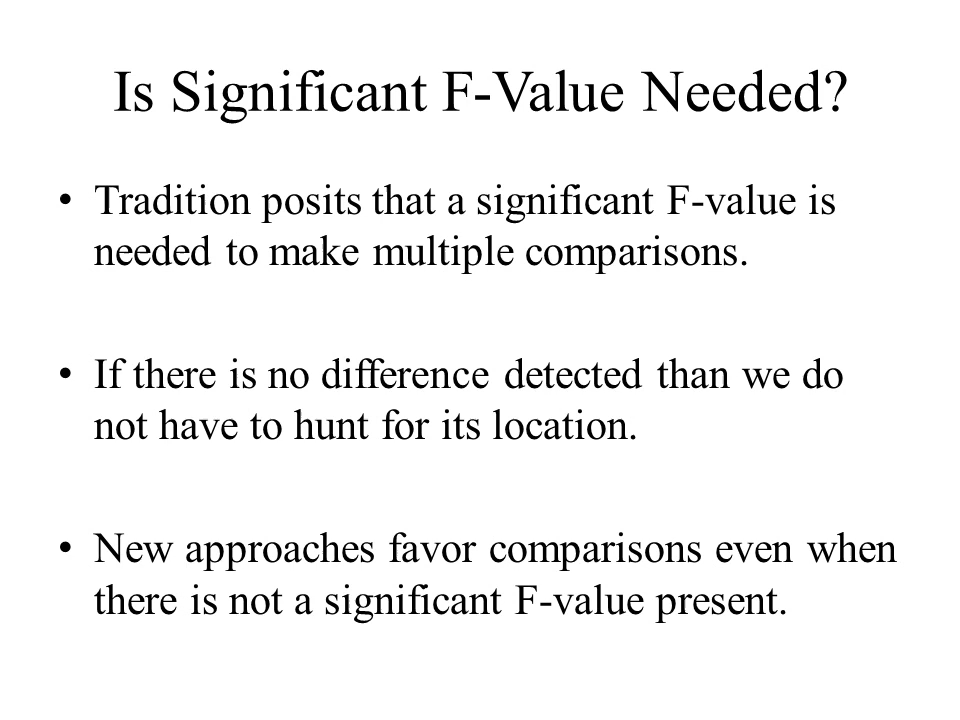 Is Significant F-Value Needed?
• Tradition posits that a significant F-value is
needed to make multiple comparisons.
• If there is no difference detected than we do
not have to hunt for its location.
• New approaches favor comparisons even when
there is not a significant F-value present.